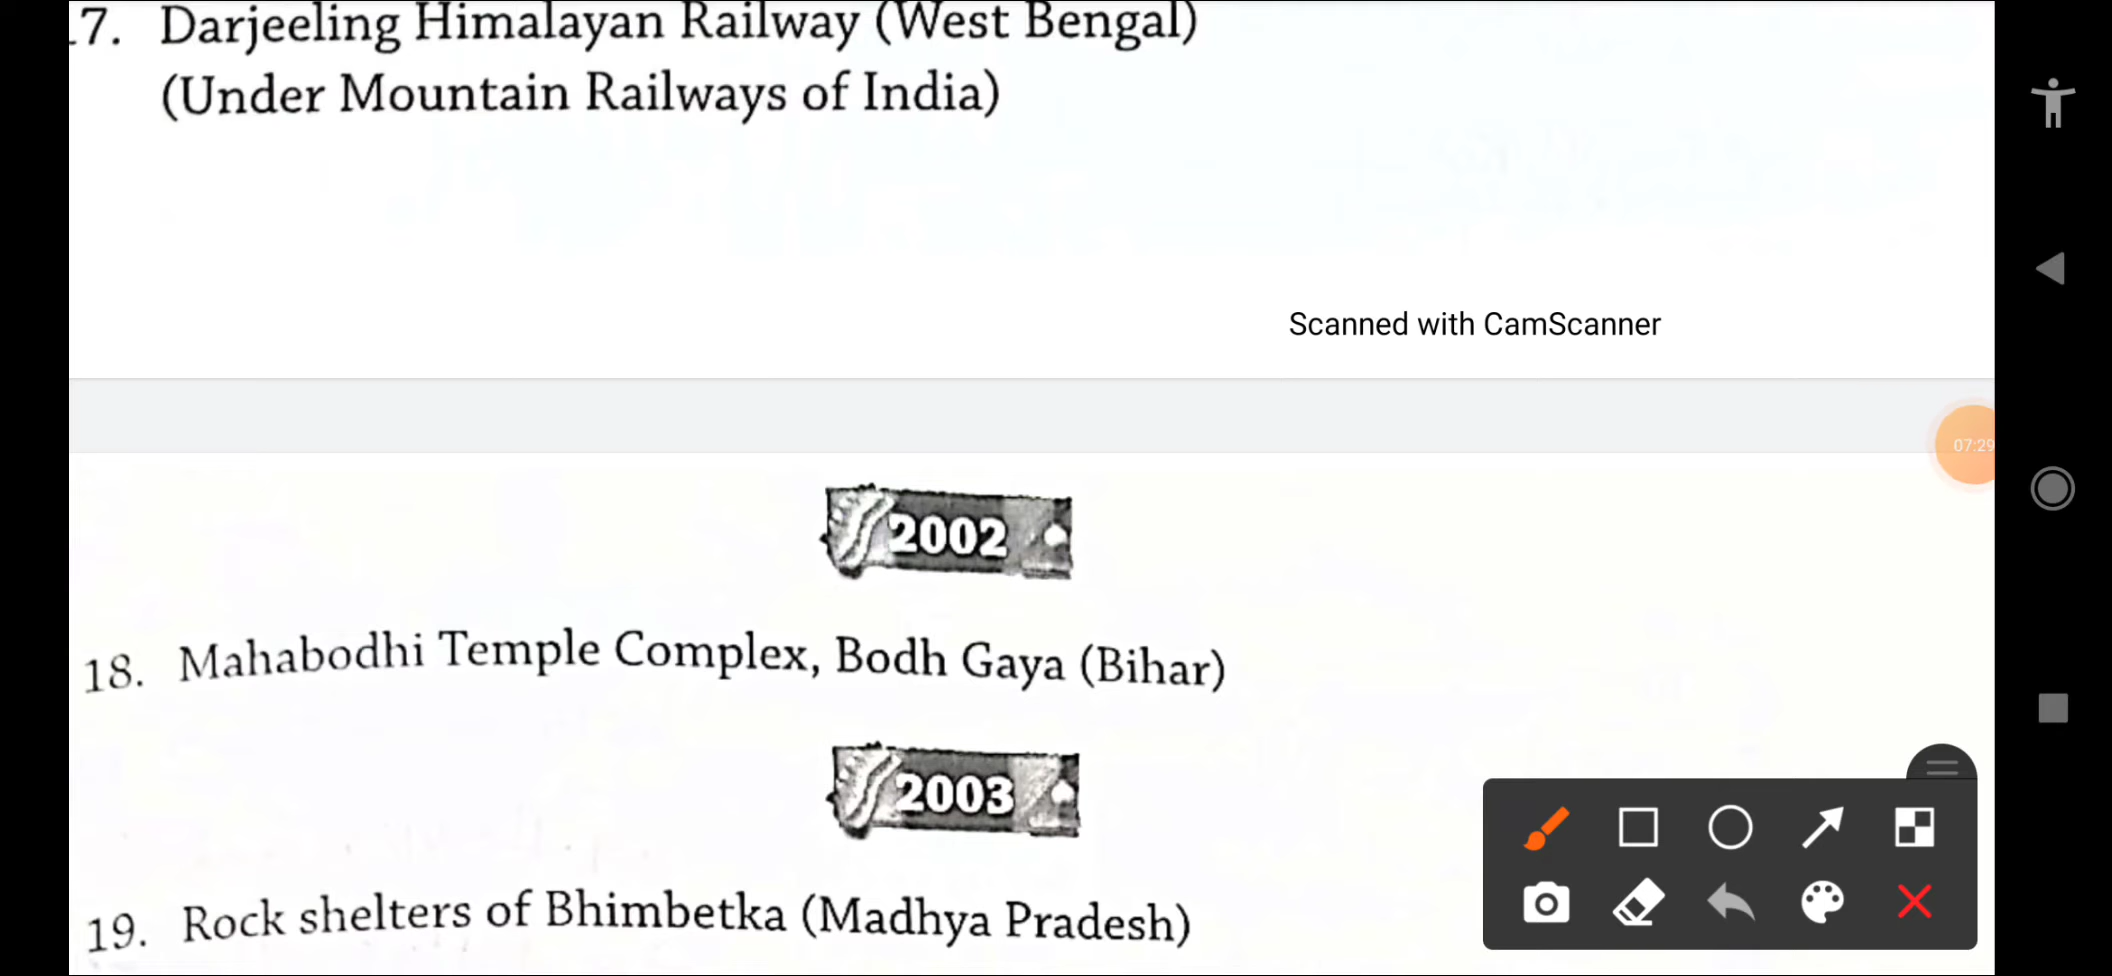 .7. Darjeeling Himalayan Railway (West Bengal)
(Under Mountain Railways of India)
Scanned with CamScanner
07:29
2002
18. Mahabodhi Temple Complex, Bodh Gaya (Bihar)
2003
19. Rock shelters of Bhimbetka (Madhya Pradesh)